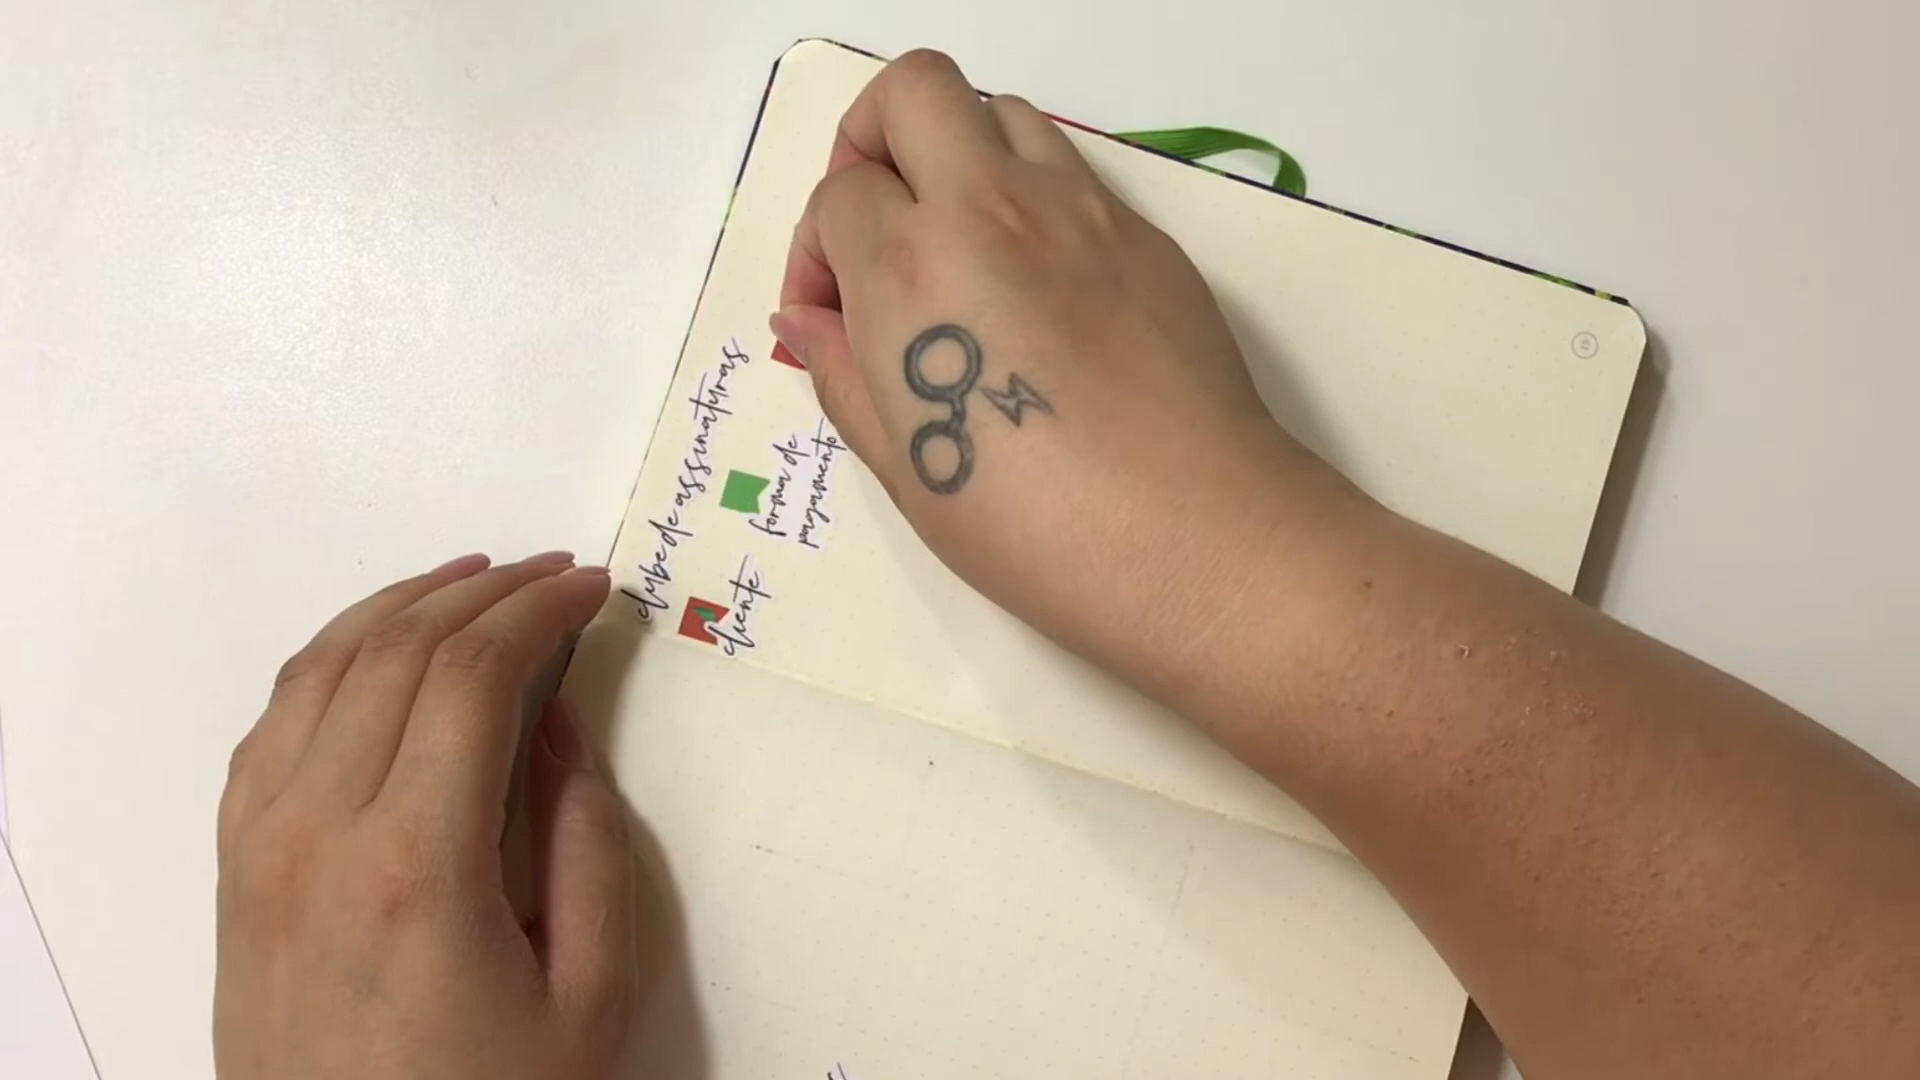 clube de assinaturas
cliente
forma de
pagamento